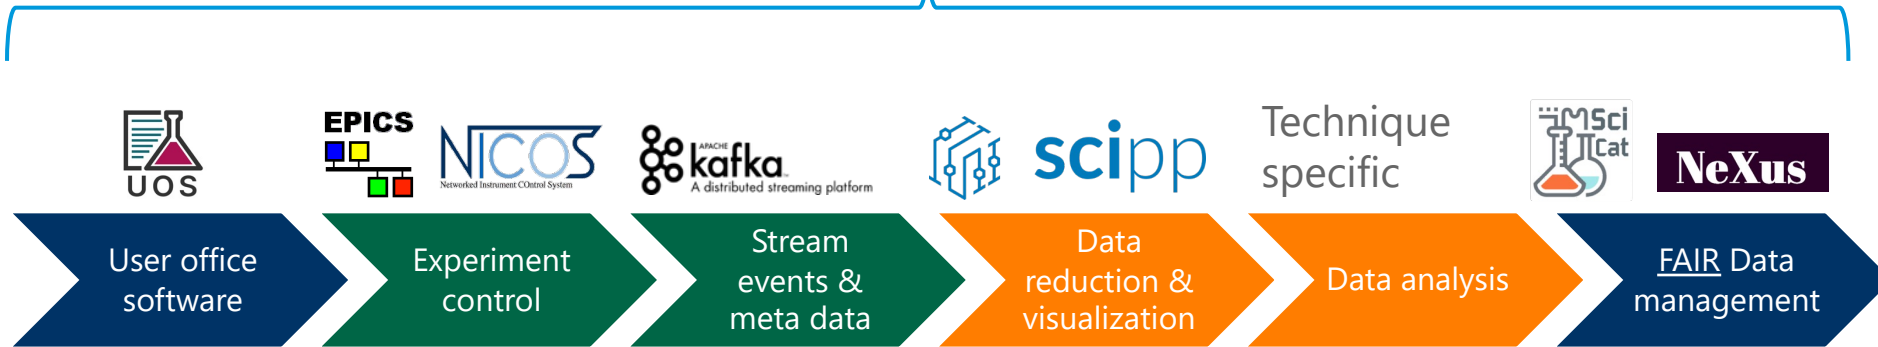 UOS
EPICS
NICOS
Networked Instrument COntrol System
APACHE
kafka
A distributed streaming platform
scipp
Technique
specific
Sci
Cat
NeXus
User office
software
Experiment
control
Stream
events &
meta data
Data
reduction &
visualization
Data analysis
FAIR Data
management